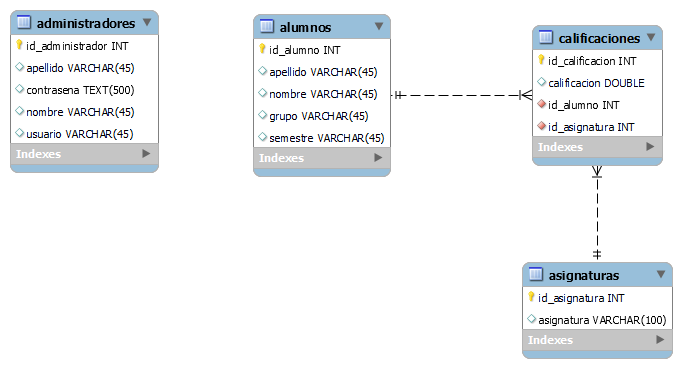 administradores
id_administrador INT
apellido VARCHAR(45)
contrasena TEXT(500)
nombre VARCHAR(45)
usuario VARCHAR(45)
Indexes
alumnos
id_alumno INT
apellido VARCHAR(45)
nombre VARCHAR(45)
grupo VARCHAR(45)
semestre VARCHAR(45)
Indexes
calificaciones
id_calificacion INT
calificacion DOUBLE
id_alumno INT
id_asignatura INT
Indexes
asignaturas
id_asignatura INT
asignatura VARCHAR(100)
Indexes